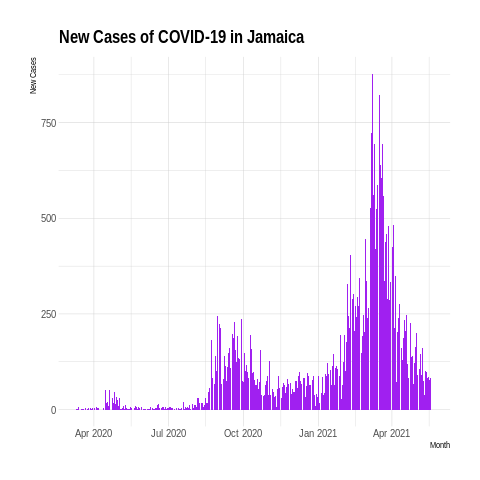 New Cases of COVID-19 in Jamaica
New Cases
750
500
250
0
Apr 2020
Jul 2020
Oct 2020
Jan 2021
Apr 2021
Month